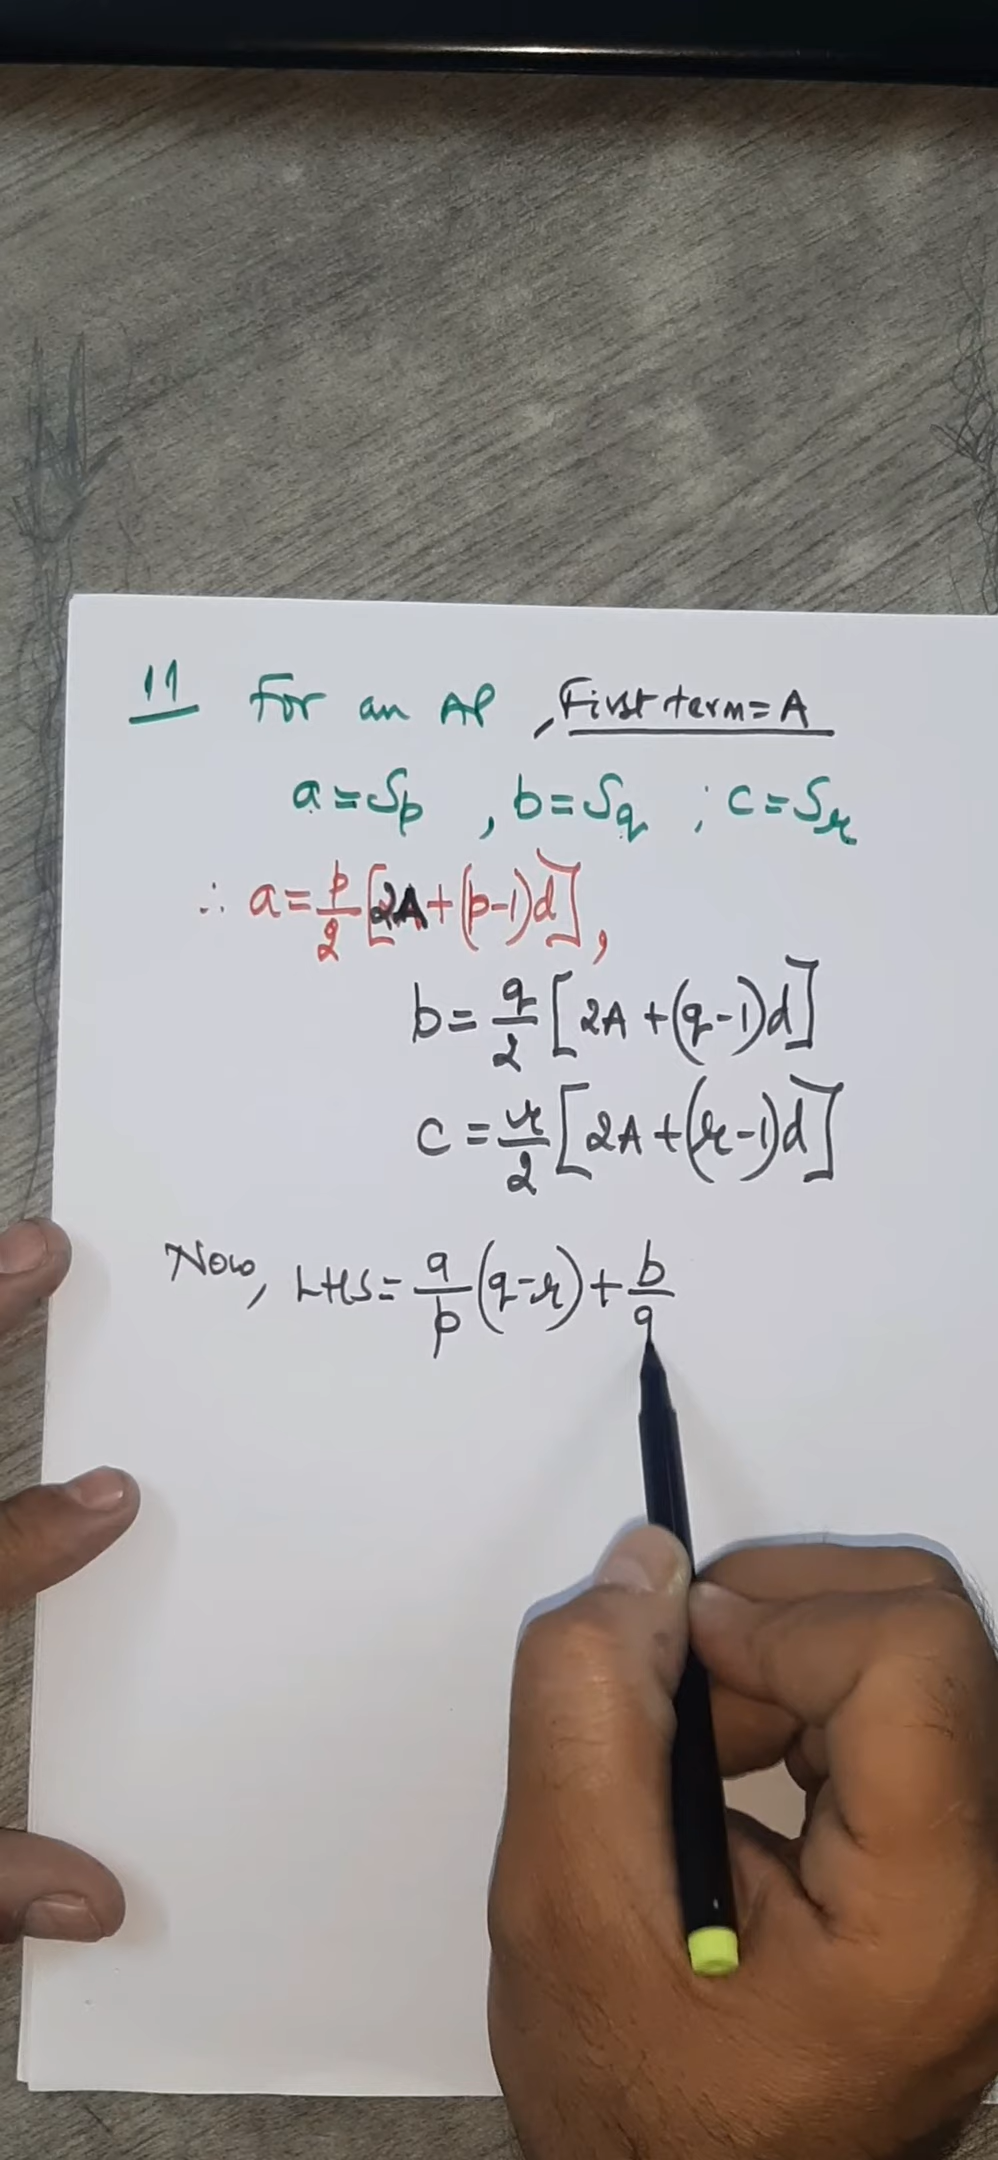 11 For an AP, First term = A
a = Sp , b = Sq ; c = Sr
∴ a = p/2 [2A + (p-1)d],
b = q/2 [2A + (q-1)d]
c = r/2 [2A + (r-1)d]
Now, LHS = a/p (q-r) + b/q